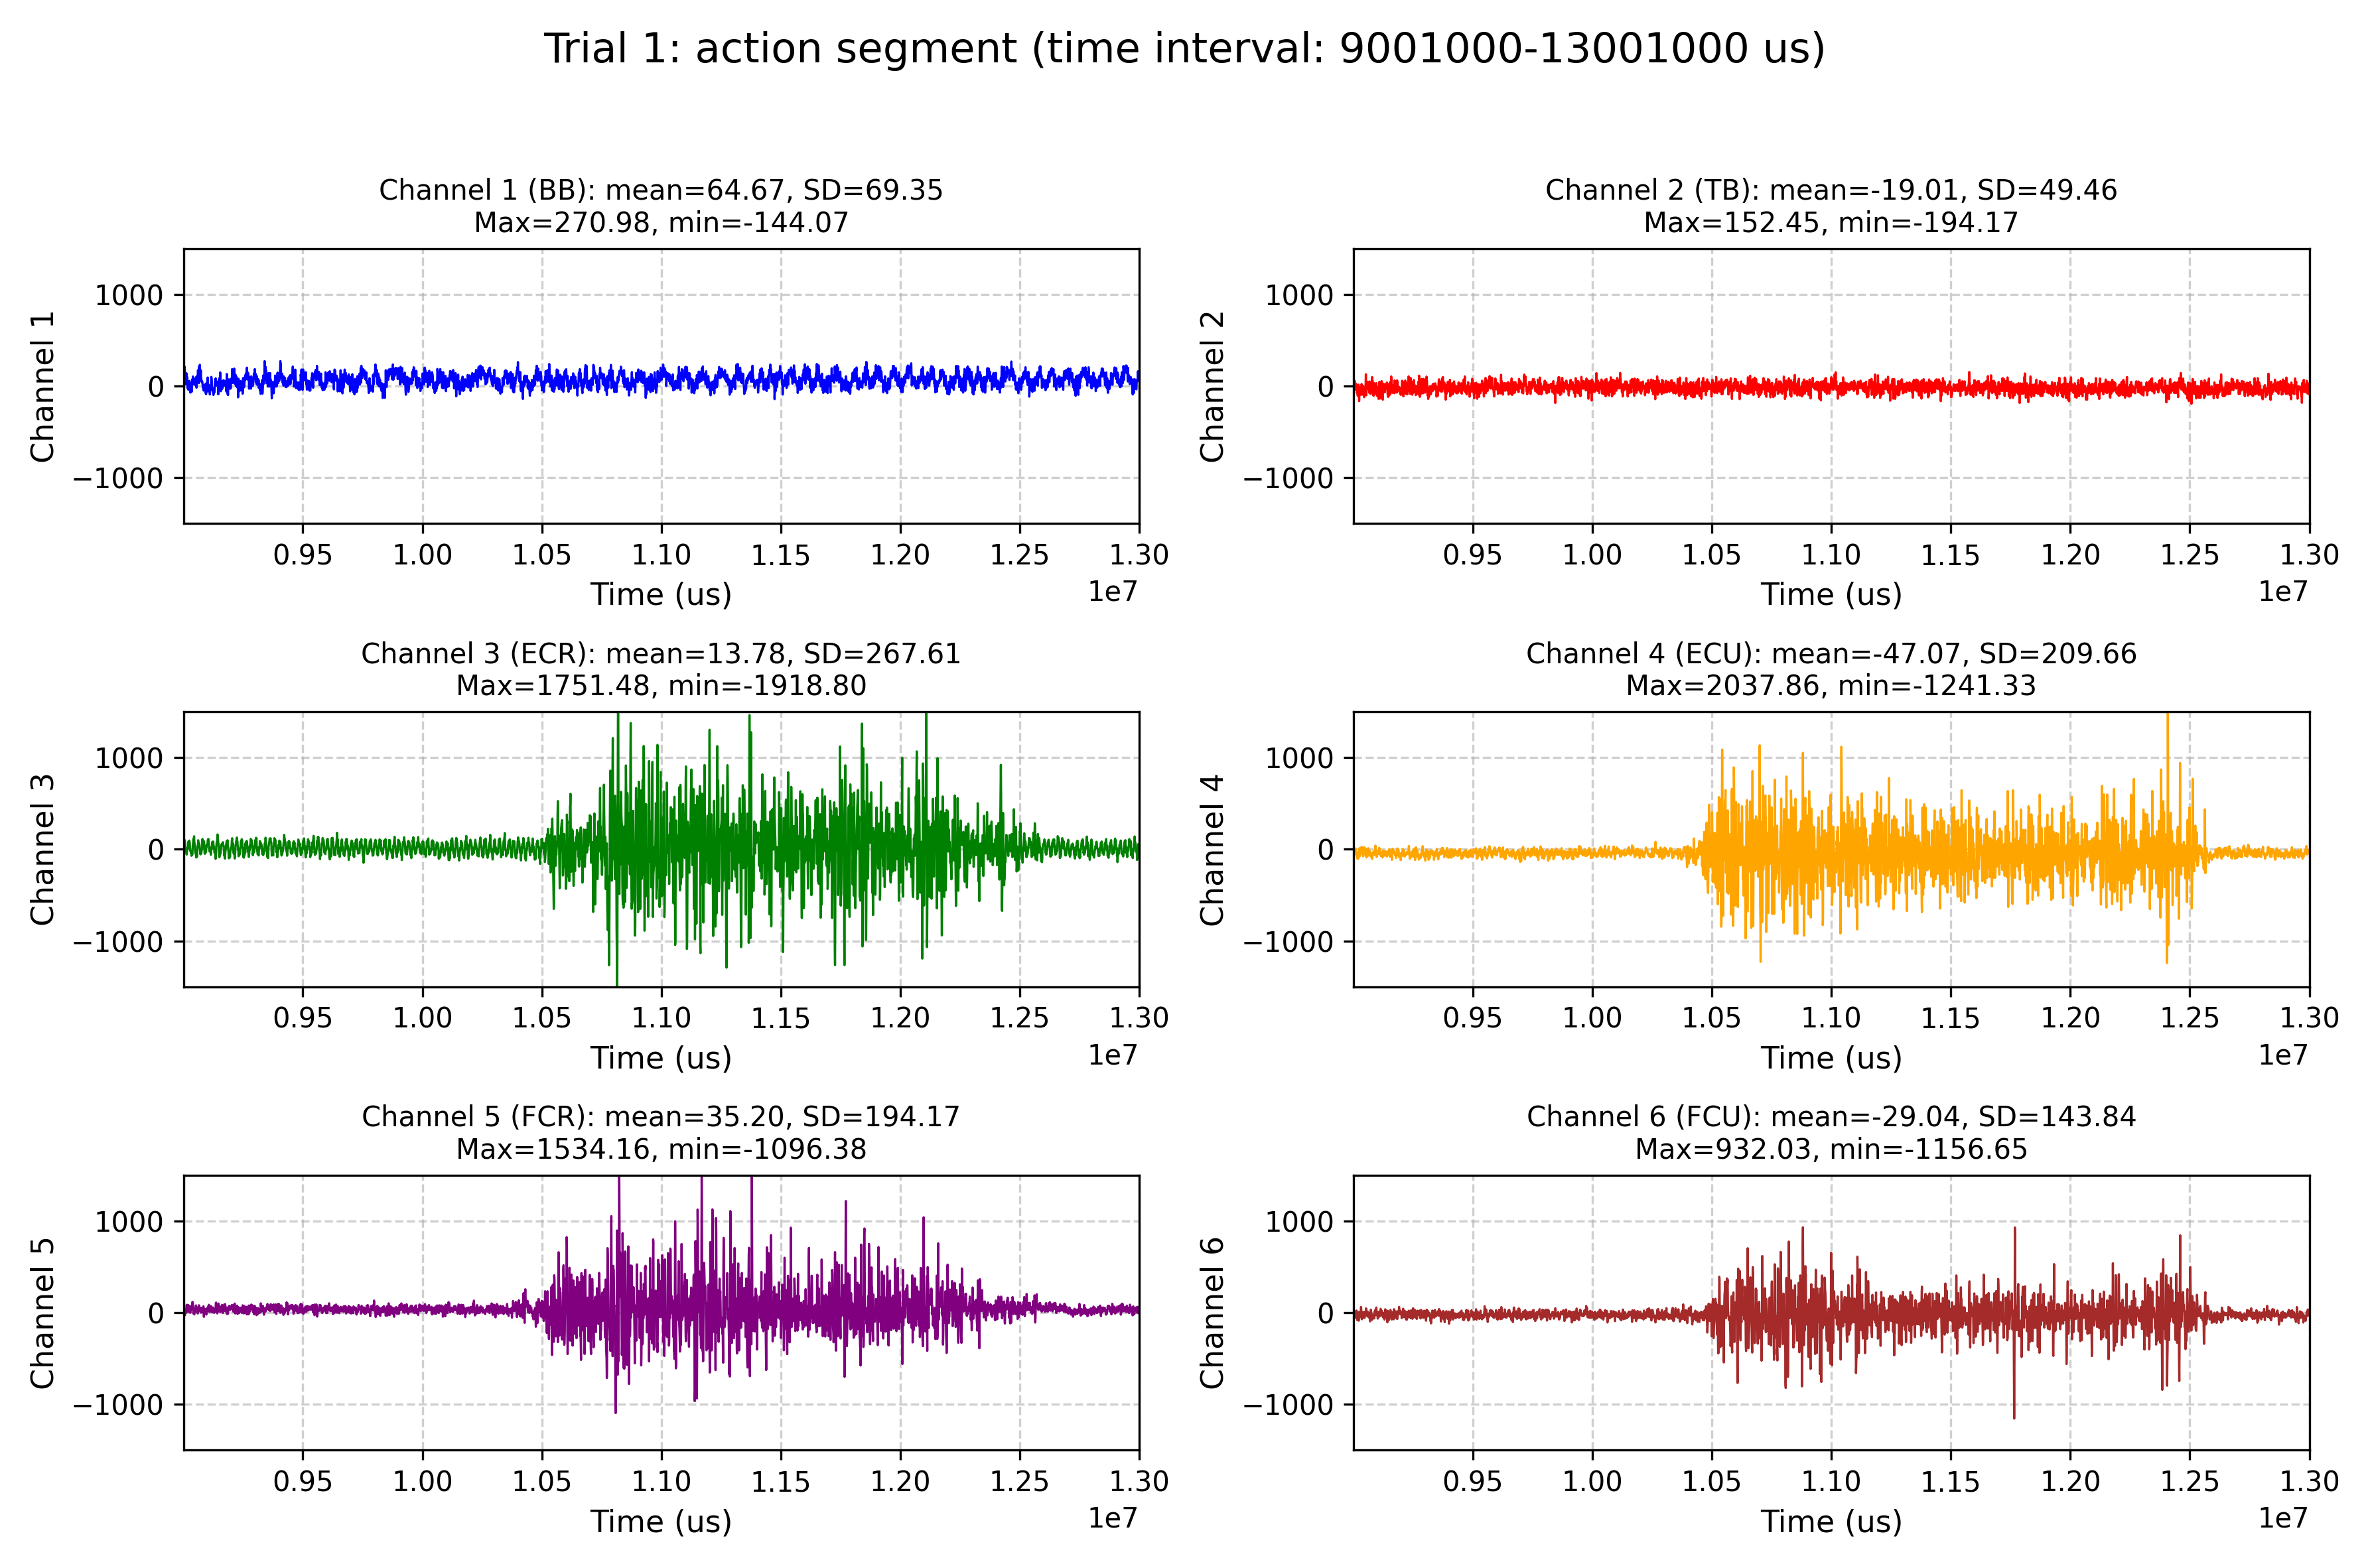 Trial 1: action segment (time interval: 9001000-13001000 us)
Channel 1 (BB): mean=64.67, SD=69.35
Max=270.98, min=-144.07
Channel 1
1000
0
−1000
0.95 1.00 1.05 1.10 1.15 1.20 1.25 1.30
Time (us)
1e7
Channel 2 (TB): mean=-19.01, SD=49.46
Max=152.45, min=-194.17
Channel 2
1000
0
−1000
0.95 1.00 1.05 1.10 1.15 1.20 1.25 1.30
Time (us)
1e7
Channel 3 (ECR): mean=13.78, SD=267.61
Max=1751.48, min=-1918.80
Channel 3
1000
0
−1000
0.95 1.00 1.05 1.10 1.15 1.20 1.25 1.30
Time (us)
1e7
Channel 4 (ECU): mean=-47.07, SD=209.66
Max=2037.86, min=-1241.33
Channel 4
1000
0
−1000
0.95 1.00 1.05 1.10 1.15 1.20 1.25 1.30
Time (us)
1e7
Channel 5 (FCR): mean=35.20, SD=194.17
Max=1534.16, min=-1096.38
Channel 5
1000
0
−1000
0.95 1.00 1.05 1.10 1.15 1.20 1.25 1.30
Time (us)
1e7
Channel 6 (FCU): mean=-29.04, SD=143.84
Max=932.03, min=-1156.65
Channel 6
1000
0
−1000
0.95 1.00 1.05 1.10 1.15 1.20 1.25 1.30
Time (us)
1e7